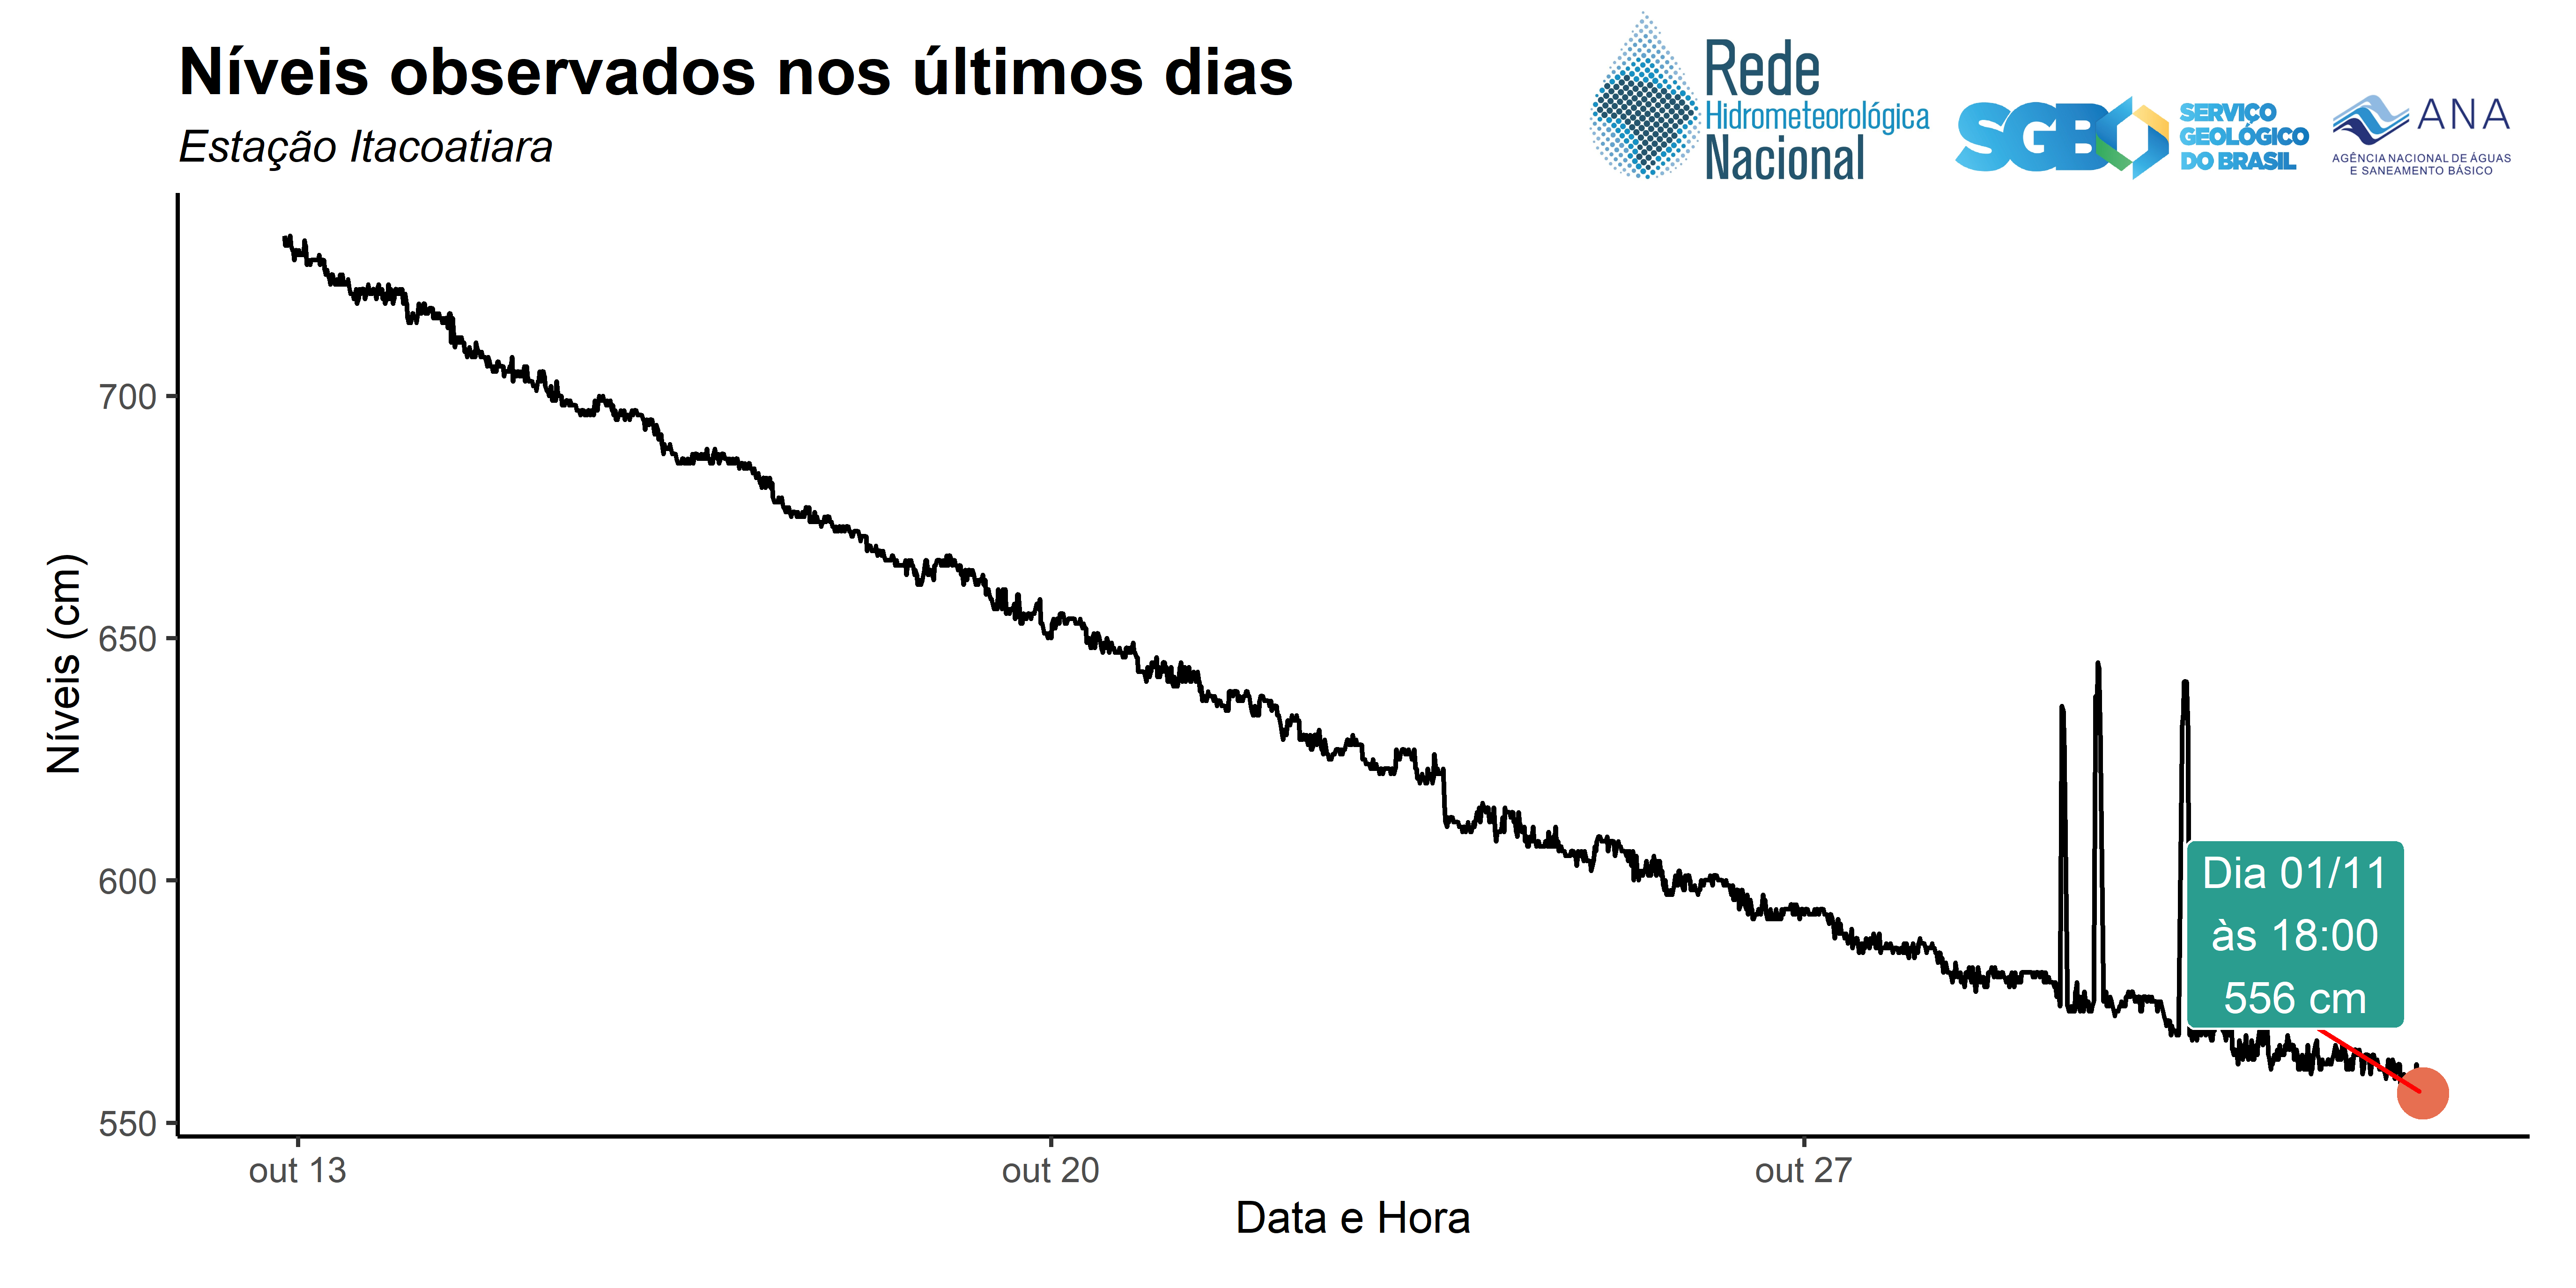 Níveis observados nos últimos dias
Estação Itacoatiara
Rede
Hidrometeorológica
Nacional
SGB
SERVIÇO
GEOLÓGICO
DO BRASIL
ANA
AGÊNCIA NACIONAL DE ÁGUAS
E SANEAMENTO BÁSICO
Níveis (cm)
700
650
600
550
Dia 01/11
às 18:00
556 cm
out 13
out 20
out 27
Data e Hora